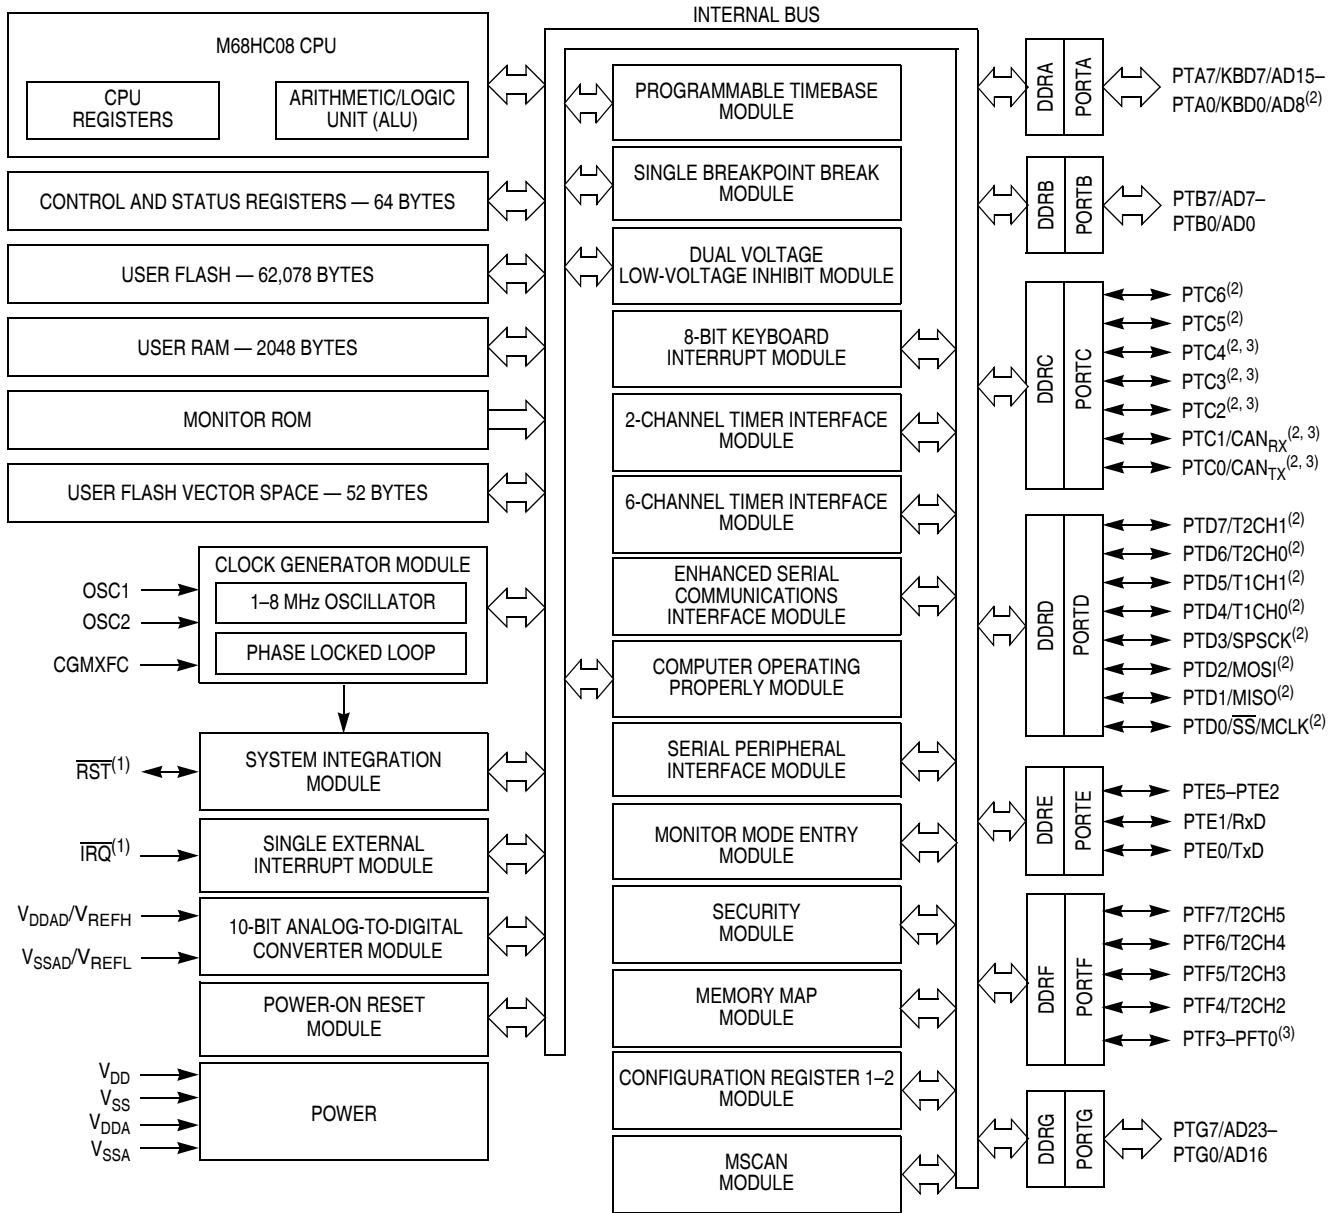 INTERNAL BUS
M68HC08 CPU
CPU
REGISTERS
ARITHMETIC/LOGIC
UNIT (ALU)
CONTROL AND STATUS REGISTERS — 64 BYTES
USER FLASH — 62,078 BYTES
USER RAM — 2048 BYTES
MONITOR ROM
USER FLASH VECTOR SPACE — 52 BYTES
CLOCK GENERATOR MODULE
1–8 MHz OSCILLATOR
PHASE LOCKED LOOP
OSC1
OSC2
CGMXFC
SYSTEM INTEGRATION
MODULE
RST(1)
SINGLE EXTERNAL
INTERRUPT MODULE
IRQ(1)
10-BIT ANALOG-TO-DIGITAL
CONVERTER MODULE
VDDAD/VREFH
VSSAD/VREFL
POWER-ON RESET
MODULE
POWER
VDD
VSS
VDDA
VSSA
PROGRAMMABLE TIMEBASE
MODULE
SINGLE BREAKPOINT BREAK
MODULE
DUAL VOLTAGE
LOW-VOLTAGE INHIBIT MODULE
8-BIT KEYBOARD
INTERRUPT MODULE
2-CHANNEL TIMER INTERFACE
MODULE
6-CHANNEL TIMER INTERFACE
MODULE
ENHANCED SERIAL
COMMUNICATIONS
INTERFACE MODULE
COMPUTER OPERATING
PROPERLY MODULE
SERIAL PERIPHERAL
INTERFACE MODULE
MONITOR MODE ENTRY
MODULE
SECURITY
MODULE
MEMORY MAP
MODULE
CONFIGURATION REGISTER 1–2
MODULE
MSCAN
MODULE
DDRA
PORTA
PTA7/KBD7/AD15–
PTA0/KBD0/AD8(2)
DDRB
PORTB
PTB7/AD7–
PTB0/AD0
DDRC
PORTC
PTC6(2)
PTC5(2)
PTC4(2, 3)
PTC3(2, 3)
PTC2(2, 3)
PTC1/CANRX(2, 3)
PTC0/CANTX(2, 3)
DDRD
PORTD
PTD7/T2CH1(2)
PTD6/T2CH0(2)
PTD5/T1CH1(2)
PTD4/T1CH0(2)
PTD3/SPSCK(2)
PTD2/MOSI(2)
PTD1/MISO(2)
PTD0/SS/MCLK(2)
DDRE
PORTE
PTE5–PTE2
PTE1/RxD
PTE0/TxD
DDRF
PORTF
PTF7/T2CH5
PTF6/T2CH4
PTF5/T2CH3
PTF4/T2CH2
PTF3–PFT0(3)
DDRG
PORTG
PTG7/AD23–
PTG0/AD16